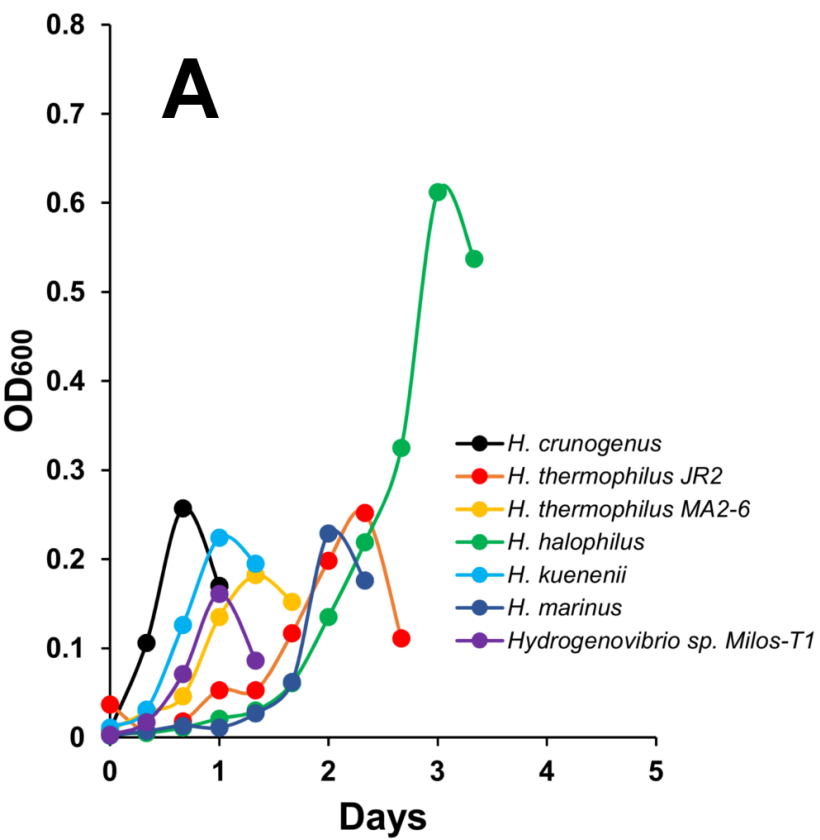 A
0.8
0.7
0.6
0.5
0.4
0.3
0.2
0.1
0
OD600
H. crunogenus
H. thermophilus JR2
H. thermophilus MA2-6
H. halophilus
H. kuenenii
H. marinus
Hydrogenovibrio sp. Milos-T1
0 1 2 3 4 5
Days